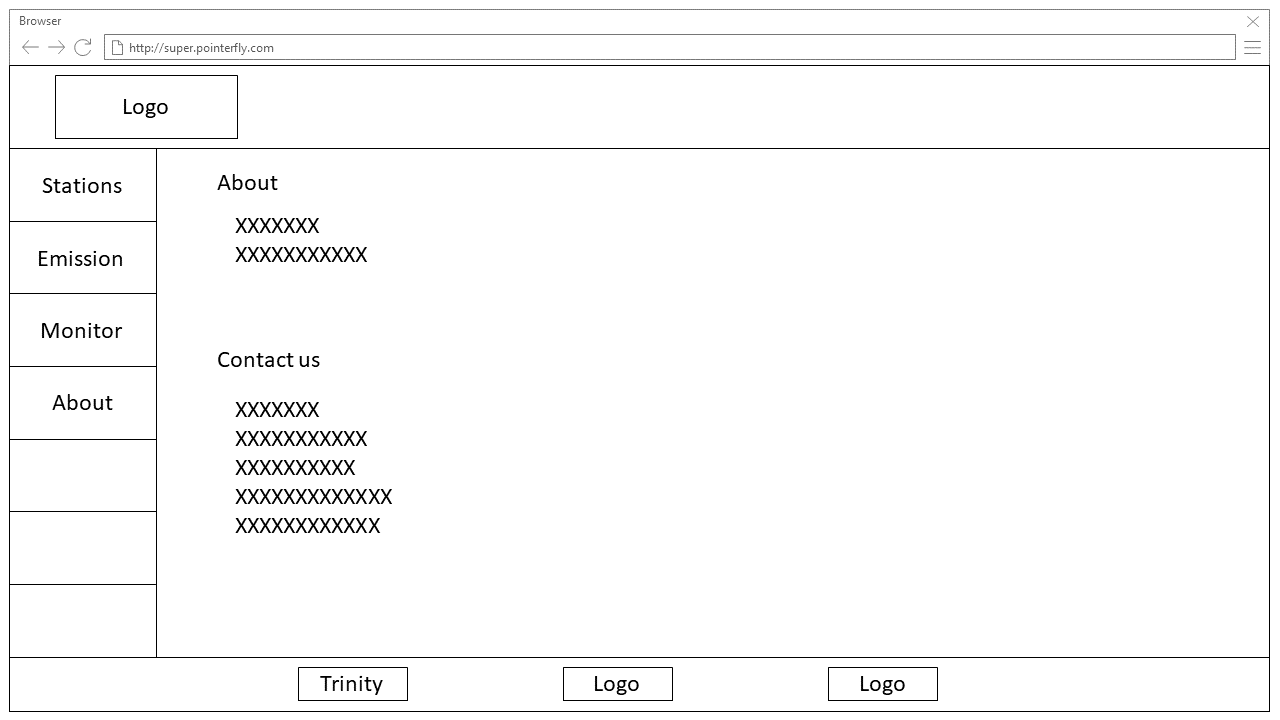 Browser
http://super.pointerfly.com
Logo
Stations
Emission
Monitor
About
About
XXXXXXX
XXXXXXXXXXX
Contact us
XXXXXXX
XXXXXXXXXXX
XXXXXXXXXX
XXXXXXXXXXXXX
XXXXXXXXXXXX
Trinity
Logo
Logo